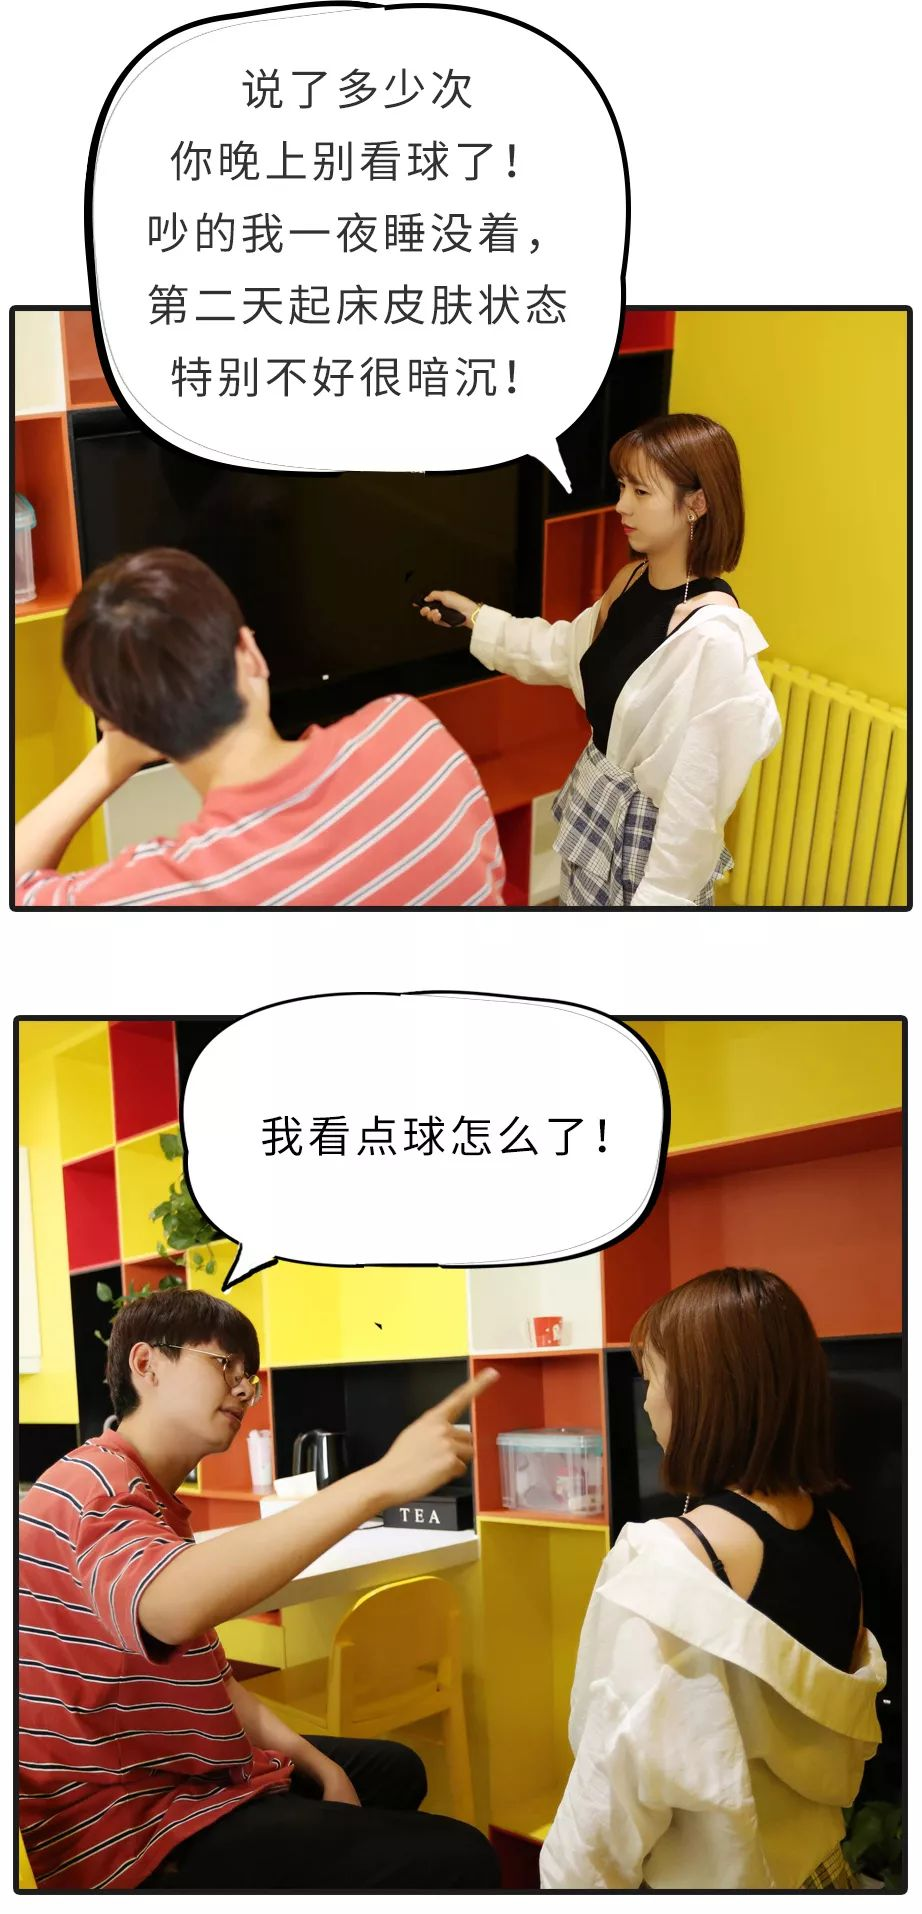 说了多少次
你晚上别看球了！
吵的我一夜睡没着，
第二天起床皮肤状态
特别不好很暗沉！
我看点球怎么了！
TEA